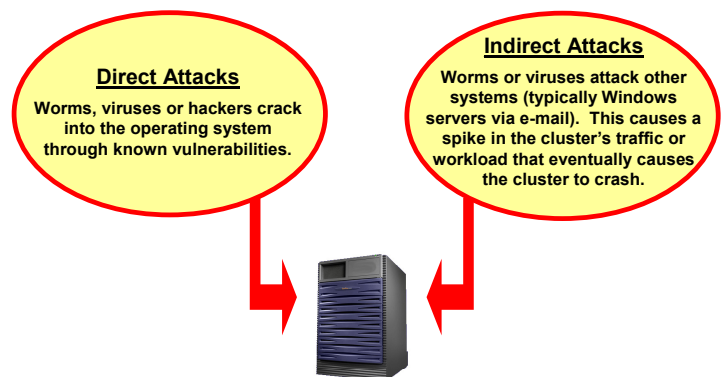 Direct Attacks
Worms, viruses or hackers crack
into the operating system
through known vulnerabilities.
Indirect Attacks
Worms or viruses attack other
systems (typically Windows
servers via e-mail).  This causes a
spike in the cluster's traffic or
workload that eventually causes
the cluster to crash.